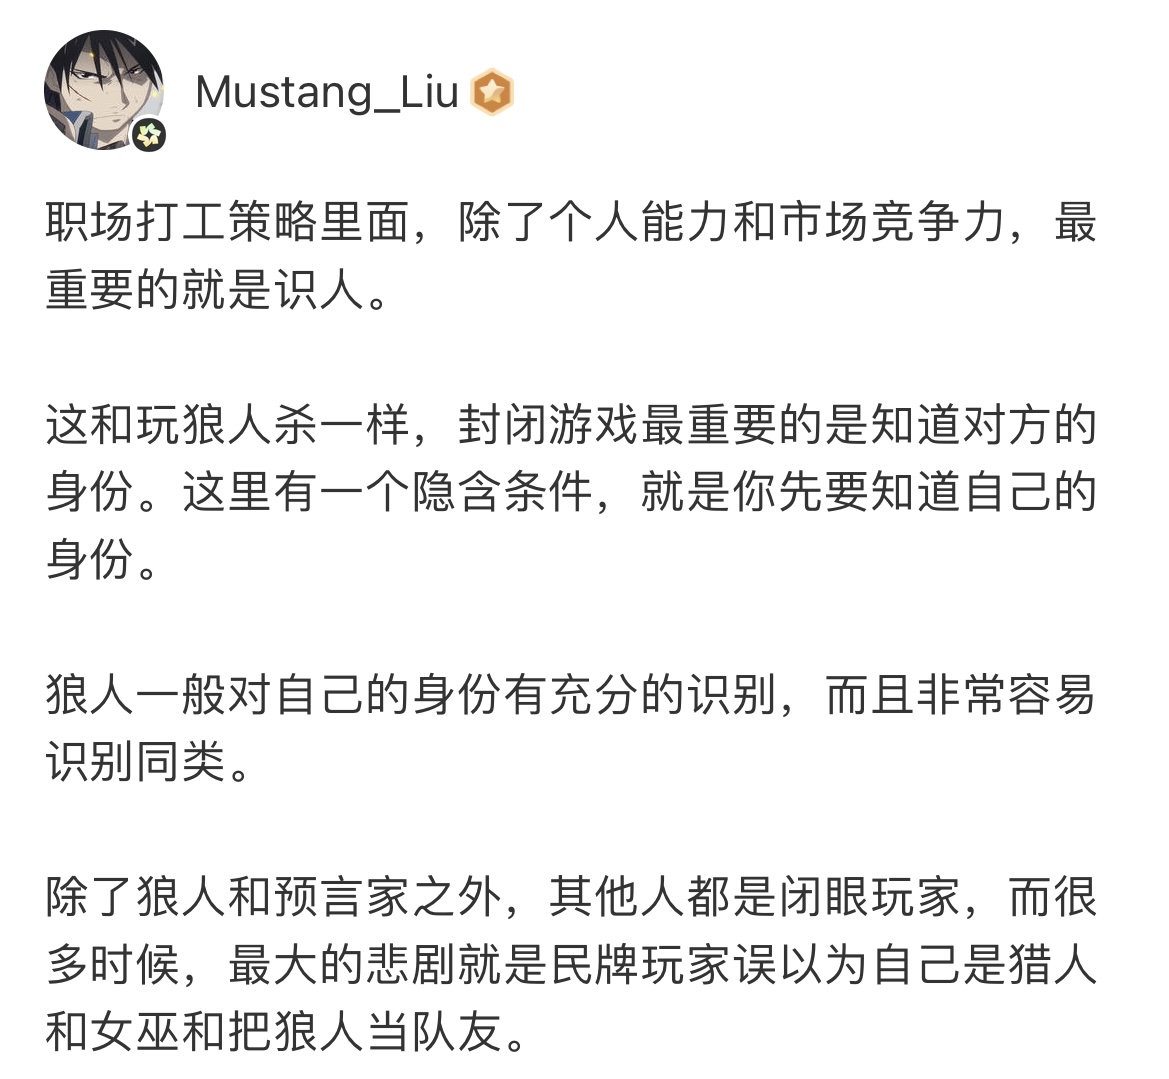 Mustang_Liu
职场打工策略里面，除了个人能力和市场竞争力，最
重要的就是识人。
这和玩狼人杀一样，封闭游戏最重要的是知道对方的
身份。这里有一个隐含条件，就是你先要知道自己的
身份。
狼人一般对自己的身份有充分的识别，而且非常容易
识别同类。
除了狼人和预言家之外，其他人都是闭眼玩家，而很
多时候，最大的悲剧就是民牌玩家误以为自己是猎人
和女巫和把狼人当队友。